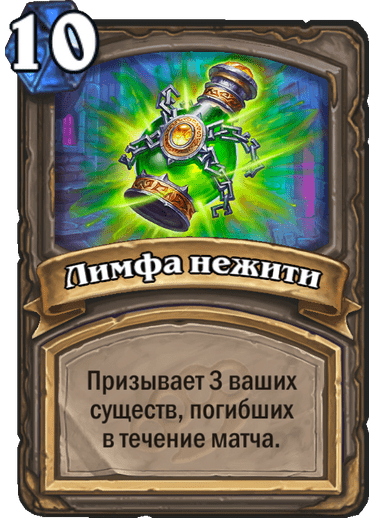 10
Лимфа нежити
Призывает 3 ваших
существ, погибших
в течение матча.